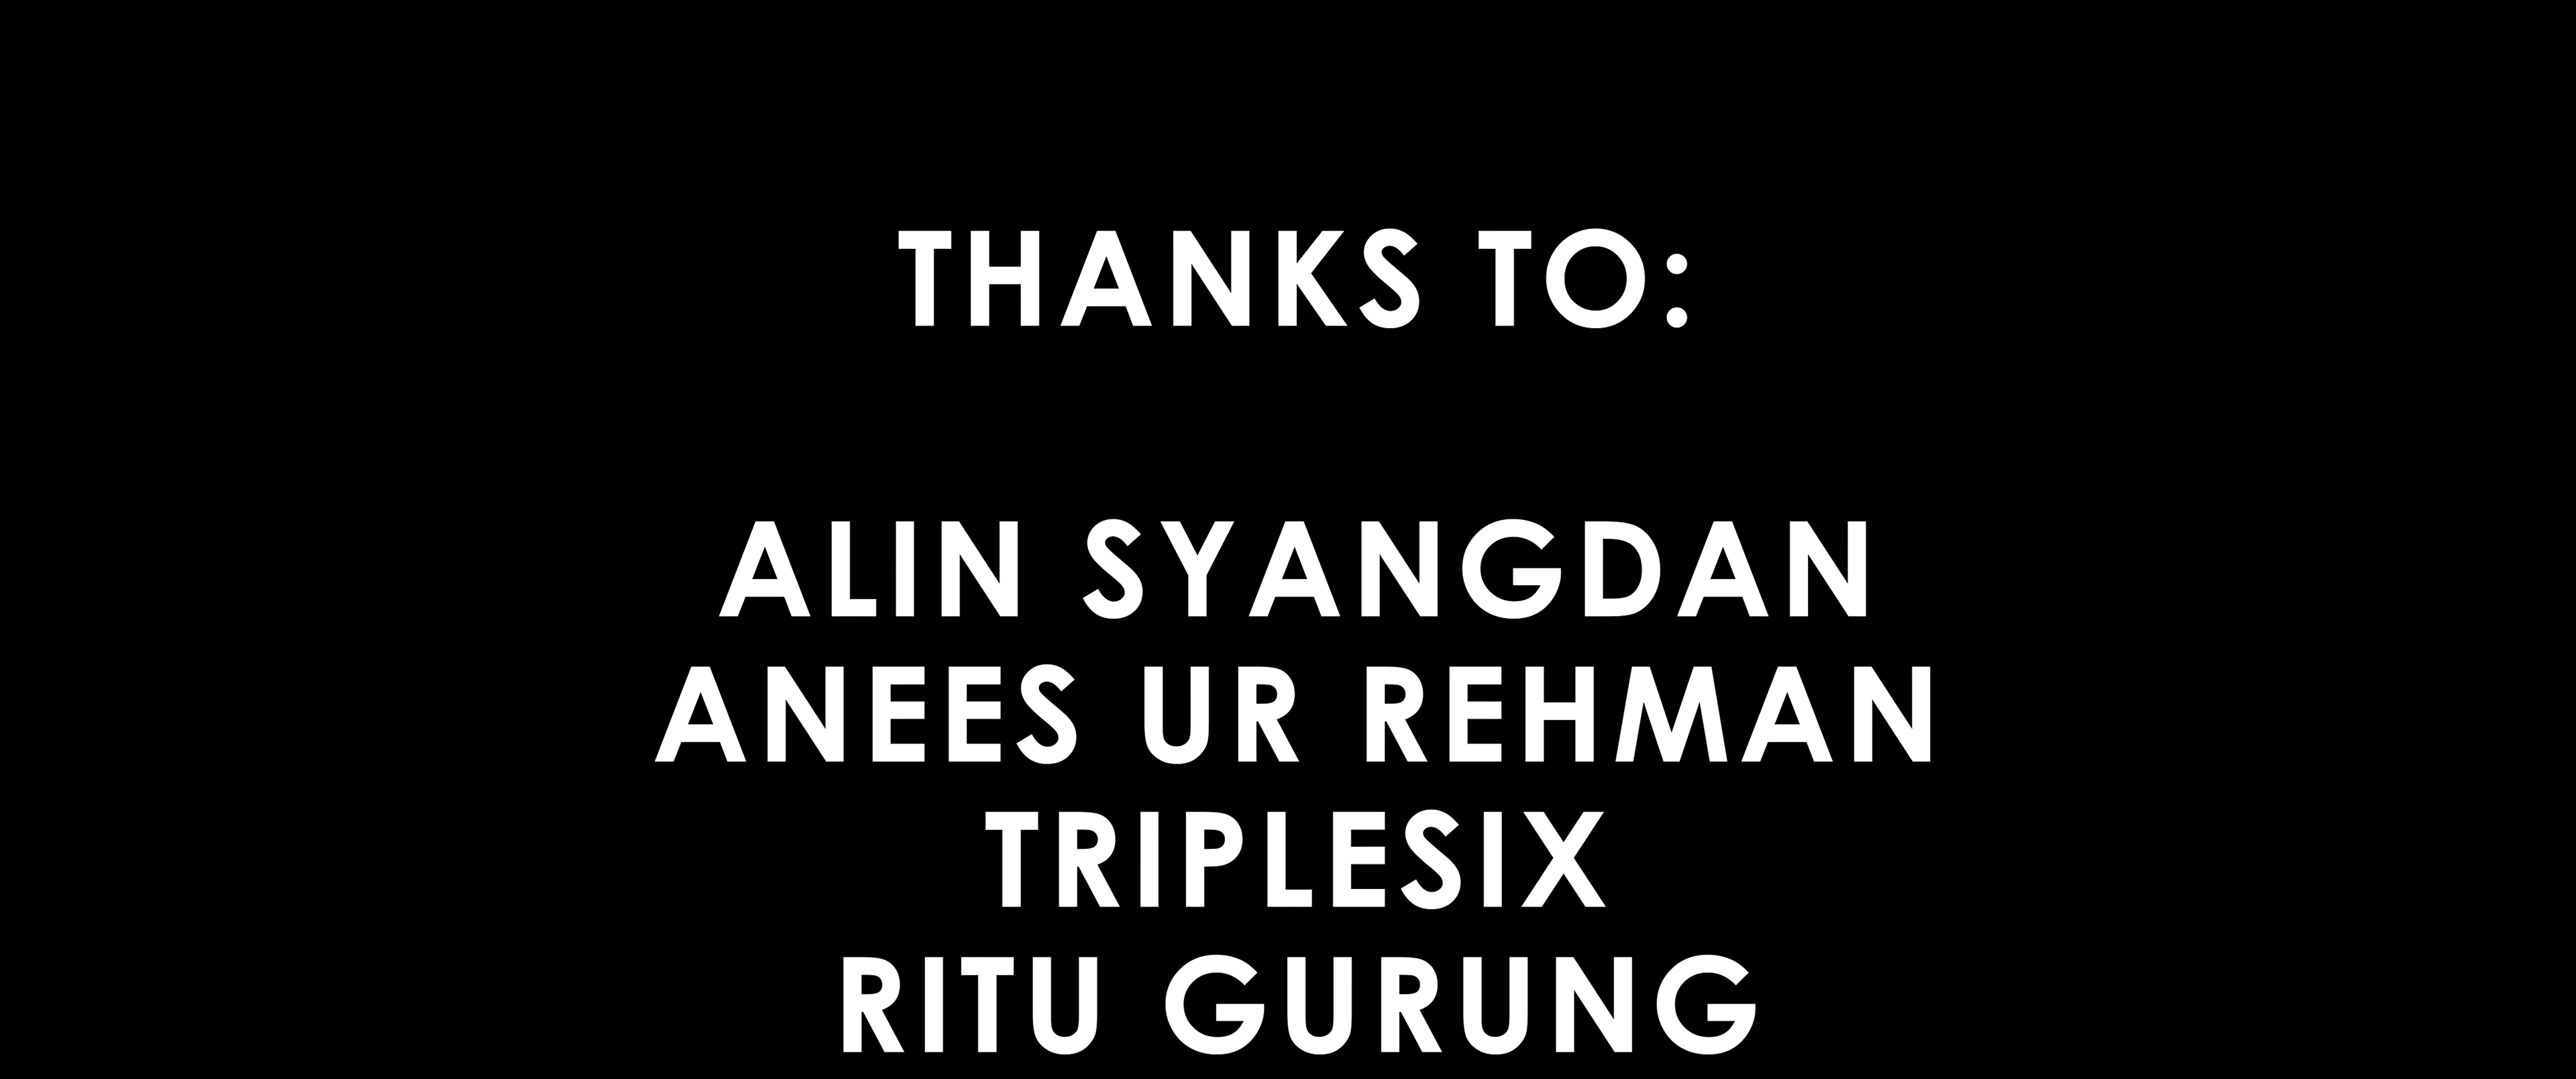 THANKS TO:
ALIN SYANGDAN
ANEES UR REHMAN
TRIPLESIX
RITU GURUNG